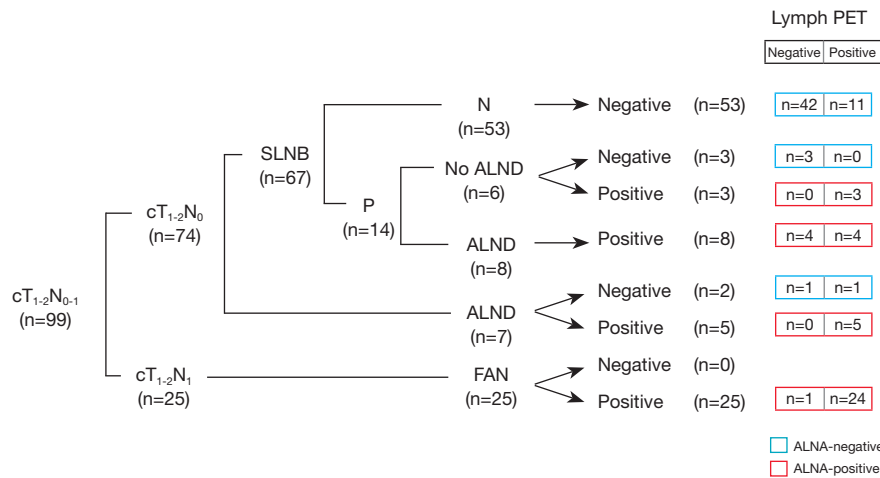 Lymph PET
Negative Positive
N
(n=53)
Negative (n=53)
n=42 n=11
SLNB
(n=67)
No ALND
(n=6)
Negative (n=3)
n=3 n=0
Positive (n=3)
n=0 n=3
P
(n=14)
cT1-2N0
(n=74)
ALND
(n=8)
Positive (n=8)
n=4 n=4
cT1-2N0-1
(n=99)
ALND
(n=7)
Negative (n=2)
n=1 n=1
Positive (n=5)
n=0 n=5
cT1-2N1
(n=25)
FAN
(n=25)
Negative (n=0)
Positive (n=25)
n=1 n=24
ALNA-negative
ALNA-positive